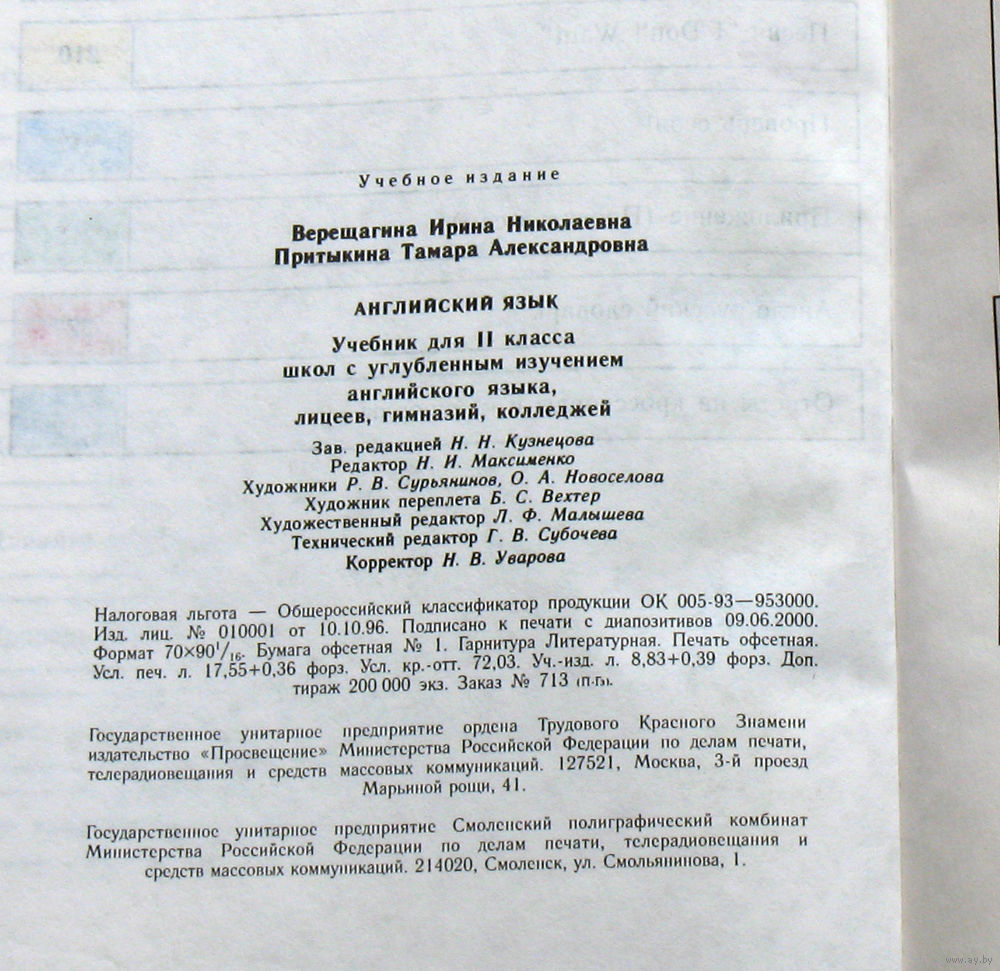 Учебное издание
Верещагина Ирина Николаевна
Притыкина Тамара Александровна
АНГЛИЙСКИЙ ЯЗЫК
Учебник для II класса
школ с углубленным изучением
английского языка,
лицеев, гимназий, колледжей
Зав. редакцией Н. Н. Кузнецова
Редактор Н. И. Максименко
Художники Р. В. Сурьянинов, О. А. Новоселова
Художник переплета Б. С. Вехтер
Художественный редактор Л. Ф. Малышева
Технический редактор Г. В. Субочева
Корректор Н. В. Уварова
Налоговая льгота — Общероссийский классификатор продукции ОК 005-93—953000.
Изд. лиц. № 010001 от 10.10.96. Подписано к печати с диапозитивов 09.06.2000.
Формат 70×90¹/₁₆. Бумага офсетная № 1. Гарнитура Литературная. Печать офсетная.
Усл. печ. л. 17,55+0,36 форз. Усл. кр.-отт. 72,03. Уч.-изд. л. 8,83+0,39 форз. Доп.
тираж 200 000 экз. Заказ № 713 (п-гз).
Государственное унитарное предприятие ордена Трудового Красного Знамени
издательство «Просвещение» Министерства Российской Федерации по делам печати,
телерадиовещания и средств массовых коммуникаций. 127521, Москва, 3-й проезд
Марьиной рощи, 41.
Государственное унитарное предприятие Смоленский полиграфический комбинат
Министерства Российской Федерации по делам печати, телерадиовещания и
средств массовых коммуникаций. 214020, Смоленск, ул. Смольянинова, 1.
www.ay.by